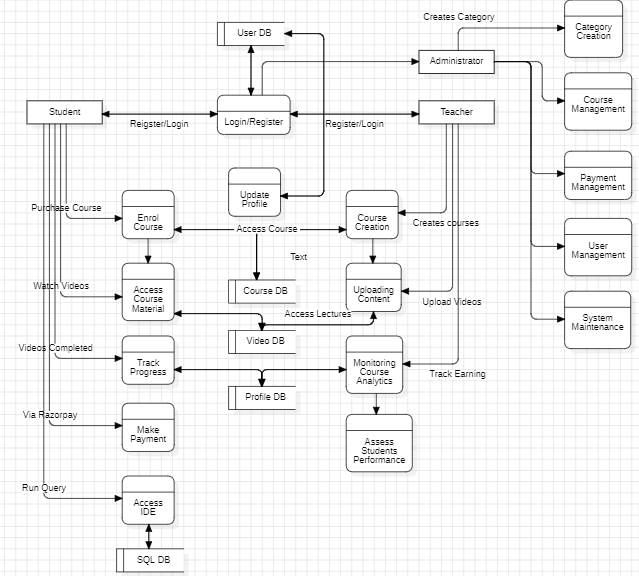 Creates Category
Category
Creation
User DB
Administrator
Course
Management
Student
Login/Register
Teacher
Reigster/Login
Register/Login
Payment
Management
Update
Profile
Purchase Course
Enrol
Course
Access Course
Course
Creation
Creates courses
User
Management
Text
Watch Videos
Access
Course
Material
Course DB
Uploading
Content
Upload Videos
Access Lectures
System
Maintenance
Video DB
Videos Completed
Track
Progress
Monitoring
Course
Analytics
Track Earning
Profile DB
Via Razorpay
Make
Payment
Assess
Students
Performance
Run Query
Access
IDE
SQL DB